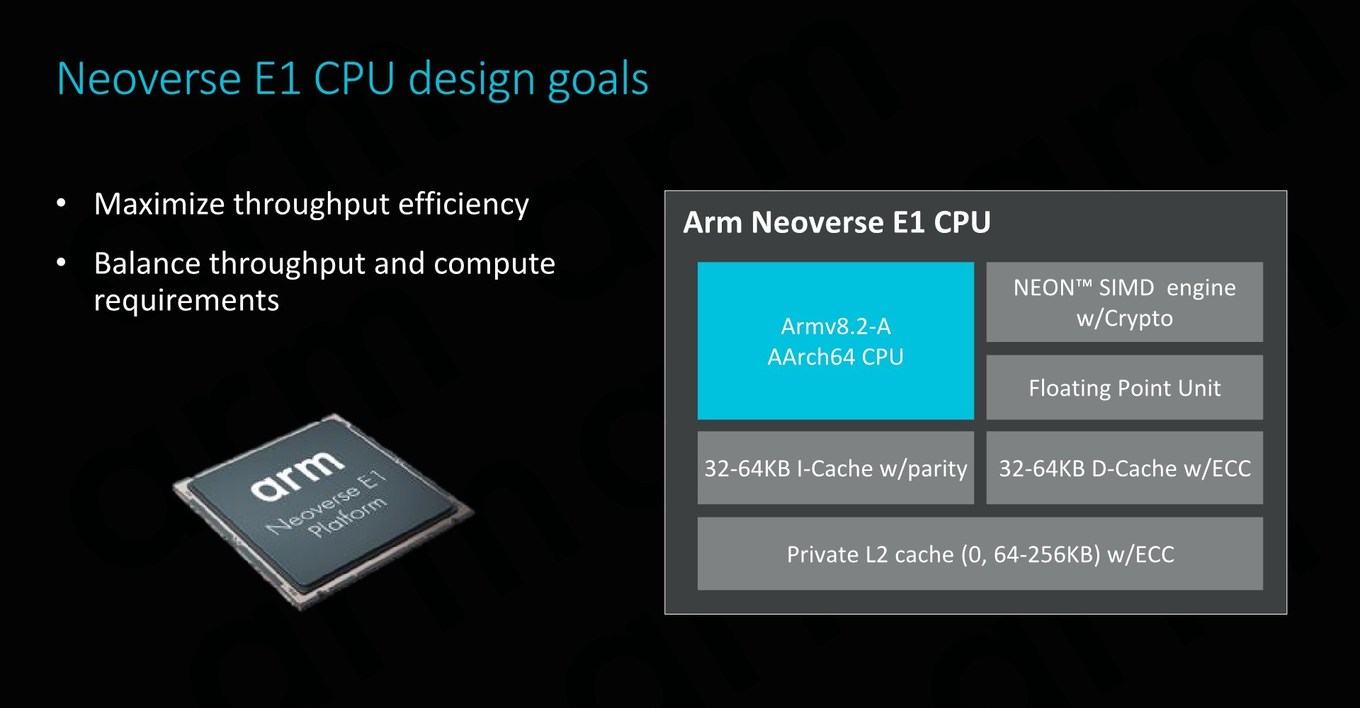 Neoverse E1 CPU design goals
• Maximize throughput efficiency
• Balance throughput and compute
requirements
arm
Neoverse E1
Platform
Arm Neoverse E1 CPU
Armv8.2-A
AArch64 CPU
NEON™ SIMD  engine
w/Crypto
Floating Point Unit
32-64KB I-Cache w/parity
32-64KB D-Cache w/ECC
Private L2 cache (0, 64-256KB) w/ECC